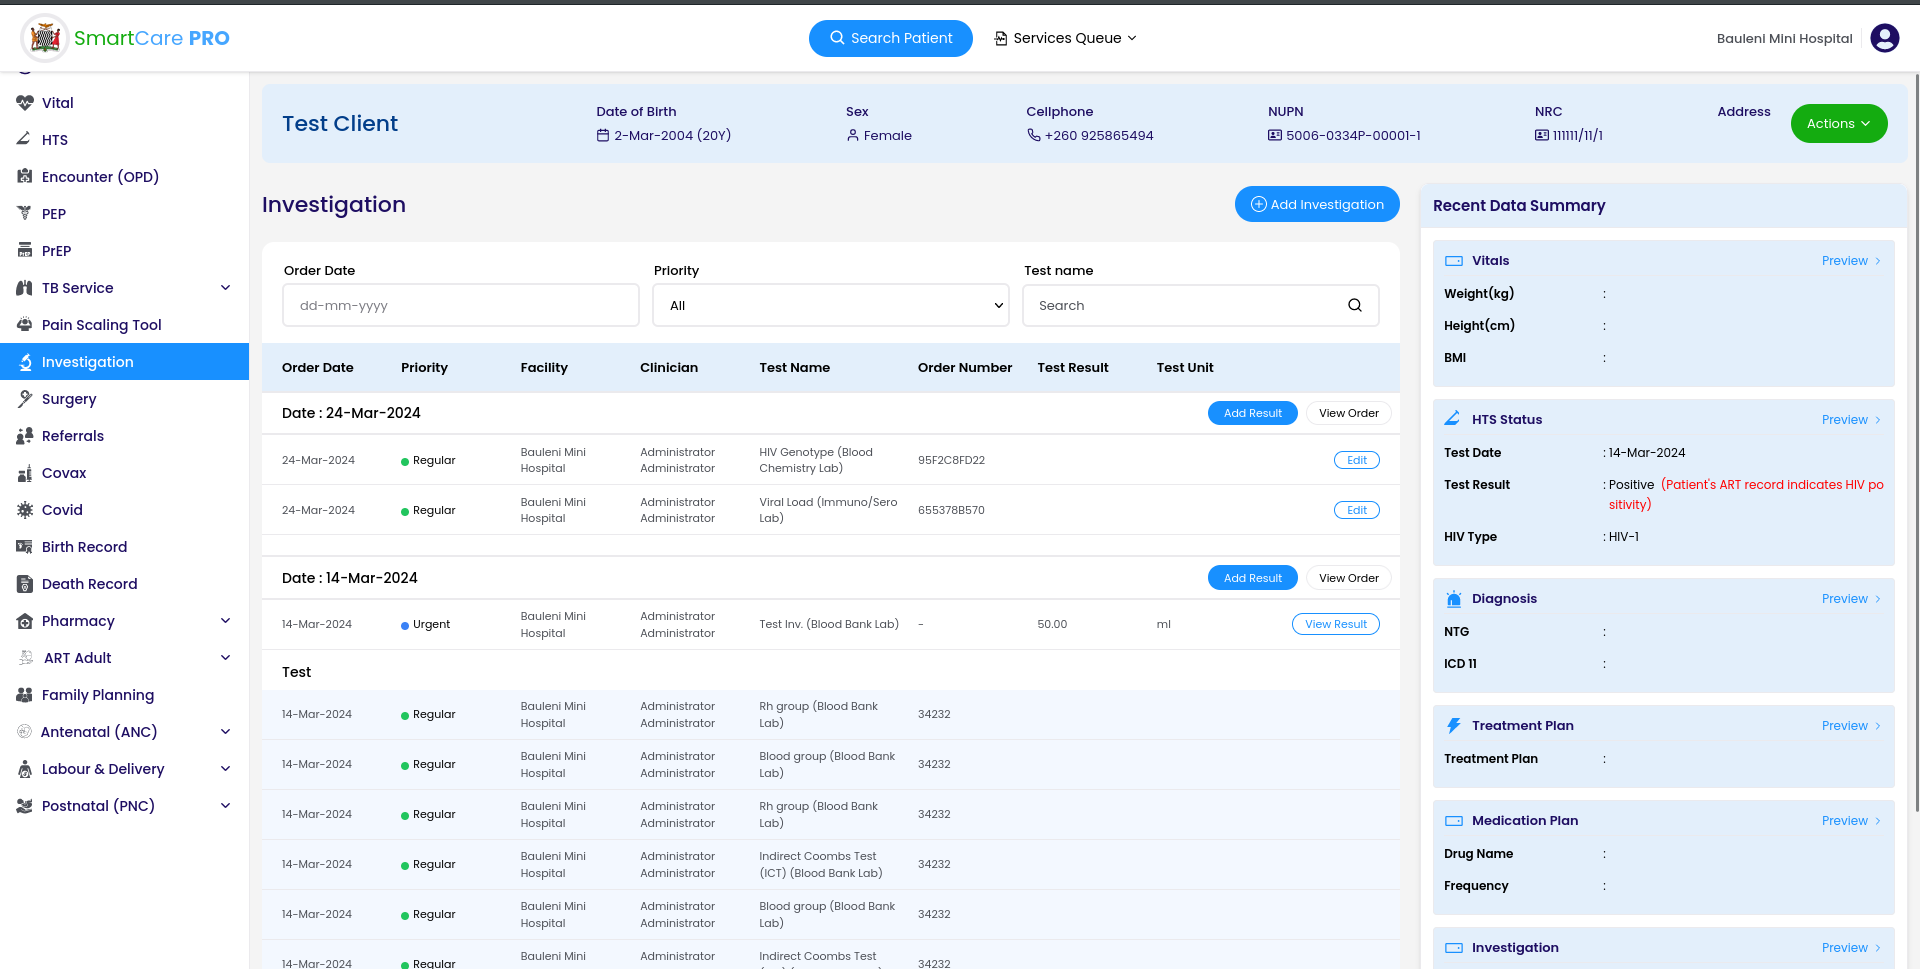 SmartCare PRO
Search Patient
Services Queue
Bauleni Mini Hospital
Vital
HTS
Encounter (OPD)
PEP
PrEP
TB Service
Pain Scaling Tool
Investigation
Surgery
Referrals
Covax
Covid
Birth Record
Death Record
Pharmacy
ART Adult
Family Planning
Antenatal (ANC)
Labour & Delivery
Postnatal (PNC)
Test Client
Date of Birth
2-Mar-2004 (20Y)
Sex
Female
Cellphone
+260 925865494
NUPN
5006-0334P-00001-1
NRC
111111/11/1
Address
Actions
Investigation
Add Investigation
Order Date
dd-mm-yyyy
Priority
All
Test name
Search
Order Date Priority Facility Clinician Test Name Order Number Test Result Test Unit
Date : 24-Mar-2024 Add Result View Order
24-Mar-2024 Regular Bauleni Mini Administrator HIV Genotype (Blood 95F2C8FD22 Edit
Hospital Administrator Chemistry Lab)
24-Mar-2024 Regular Bauleni Mini Administrator Viral Load (Immuno/Sero 655378B570 Edit
Hospital Administrator Lab)
Date : 14-Mar-2024 Add Result View Order
14-Mar-2024 Urgent Bauleni Mini Administrator Test Inv. (Blood Bank Lab) - 50.00 ml View Result
Hospital Administrator
Test
14-Mar-2024 Regular Bauleni Mini Administrator Rh group (Blood Bank 34232
Hospital Administrator Lab)
14-Mar-2024 Regular Bauleni Mini Administrator Blood group (Blood Bank 34232
Hospital Administrator Lab)
14-Mar-2024 Regular Bauleni Mini Administrator Rh group (Blood Bank 34232
Hospital Administrator Lab)
14-Mar-2024 Regular Bauleni Mini Administrator Indirect Coombs Test 34232
Hospital Administrator (ICT) (Blood Bank Lab)
14-Mar-2024 Regular Bauleni Mini Administrator Blood group (Blood Bank 34232
Hospital Administrator Lab)
14-Mar-2024 Regular Bauleni Mini Administrator Indirect Coombs Test 34232
Recent Data Summary
Vitals Preview
Weight(kg) :
Height(cm) :
BMI :
HTS Status Preview
Test Date : 14-Mar-2024
Test Result : Positive (Patient's ART record indicates HIV po
sitivity)
HIV Type : HIV-1
Diagnosis Preview
NTG :
ICD 11 :
Treatment Plan Preview
Treatment Plan :
Medication Plan Preview
Drug Name :
Frequency :
Investigation Preview